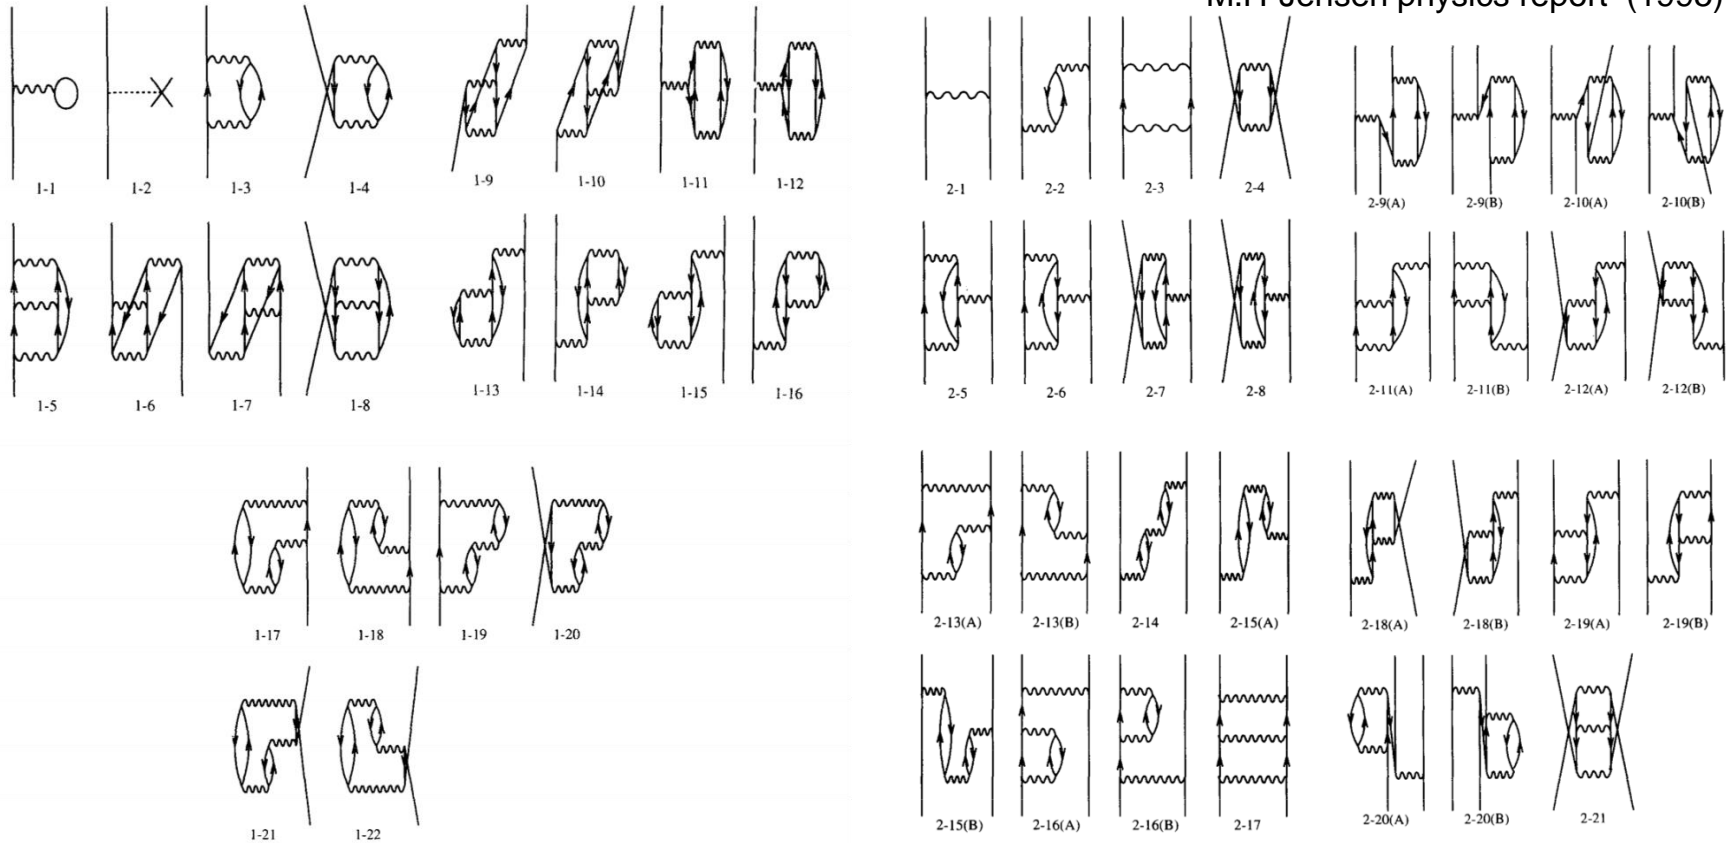 M.H Jensen physics report (1995)
1-1 1-2 1-3 1-4
1-9 1-10 1-11 1-12
1-5 1-6 1-7 1-8
1-13 1-14 1-15 1-16
1-17 1-18 1-19 1-20
1-21 1-22
2-1 2-2 2-3 2-4
2-9(A) 2-9(B) 2-10(A) 2-10(B)
2-5 2-6 2-7 2-8
2-11(A) 2-11(B) 2-12(A) 2-12(B)
2-13(A) 2-13(B) 2-14 2-15(A)
2-18(A) 2-18(B) 2-19(A) 2-19(B)
2-15(B) 2-16(A) 2-16(B) 2-17
2-20(A) 2-20(B) 2-21